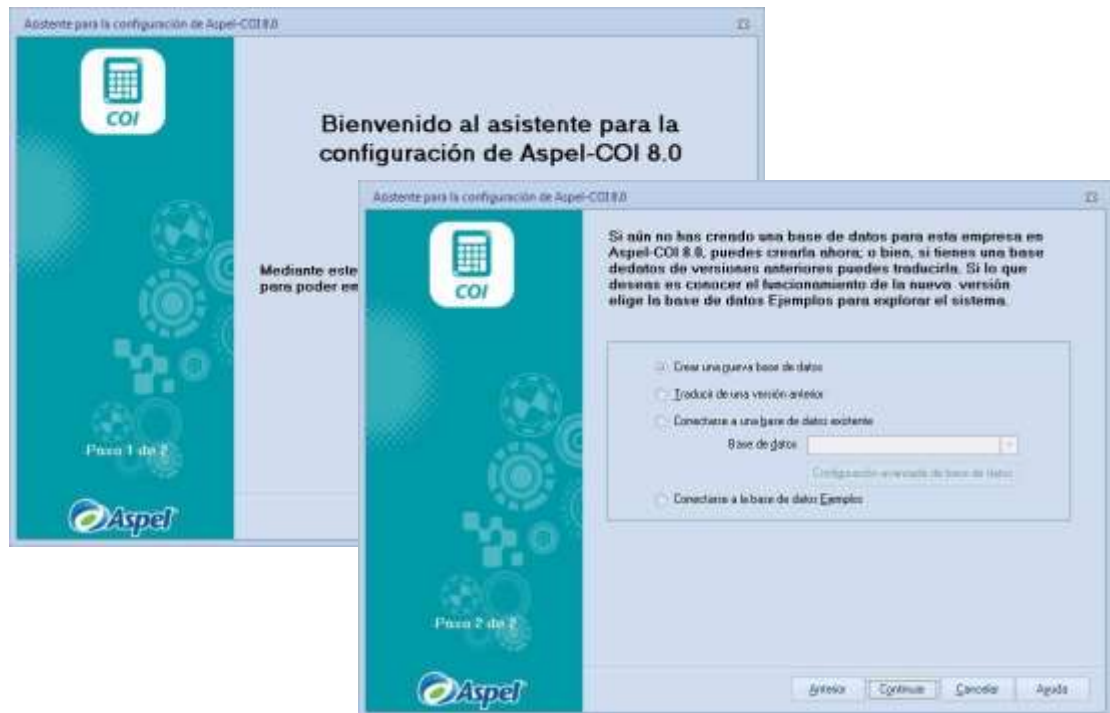 Asistente para la configuración de Aspel-COI 8.0
COI
Bienvenido al asistente para la
configuración de Aspel-COI 8.0
Mediante este
para poder em
Paso 1 de 2
Aspel
Asistente para la configuración de Aspel-COI 8.0
COI
Si aún no has creado una base de datos para esta empresa en
Aspel-COI 8.0, puedes crearla ahora; o bien, si tienes una base
dedatos de versiones anteriores puedes traducirla. Si lo que
deseas es conocer el funcionamiento de la nueva versión
elige la base de datos Ejemplos para explorar el sistema.
Crear una nueva base de datos
Traducir de una versión anterior
Conectarse a una base de datos existente
Base de datos
Configuración avanzada de base de datos
Conectarse a la base de datos Ejemplos
Paso 2 de 2
Aspel
Anterior Continuar Cancelar Ayuda